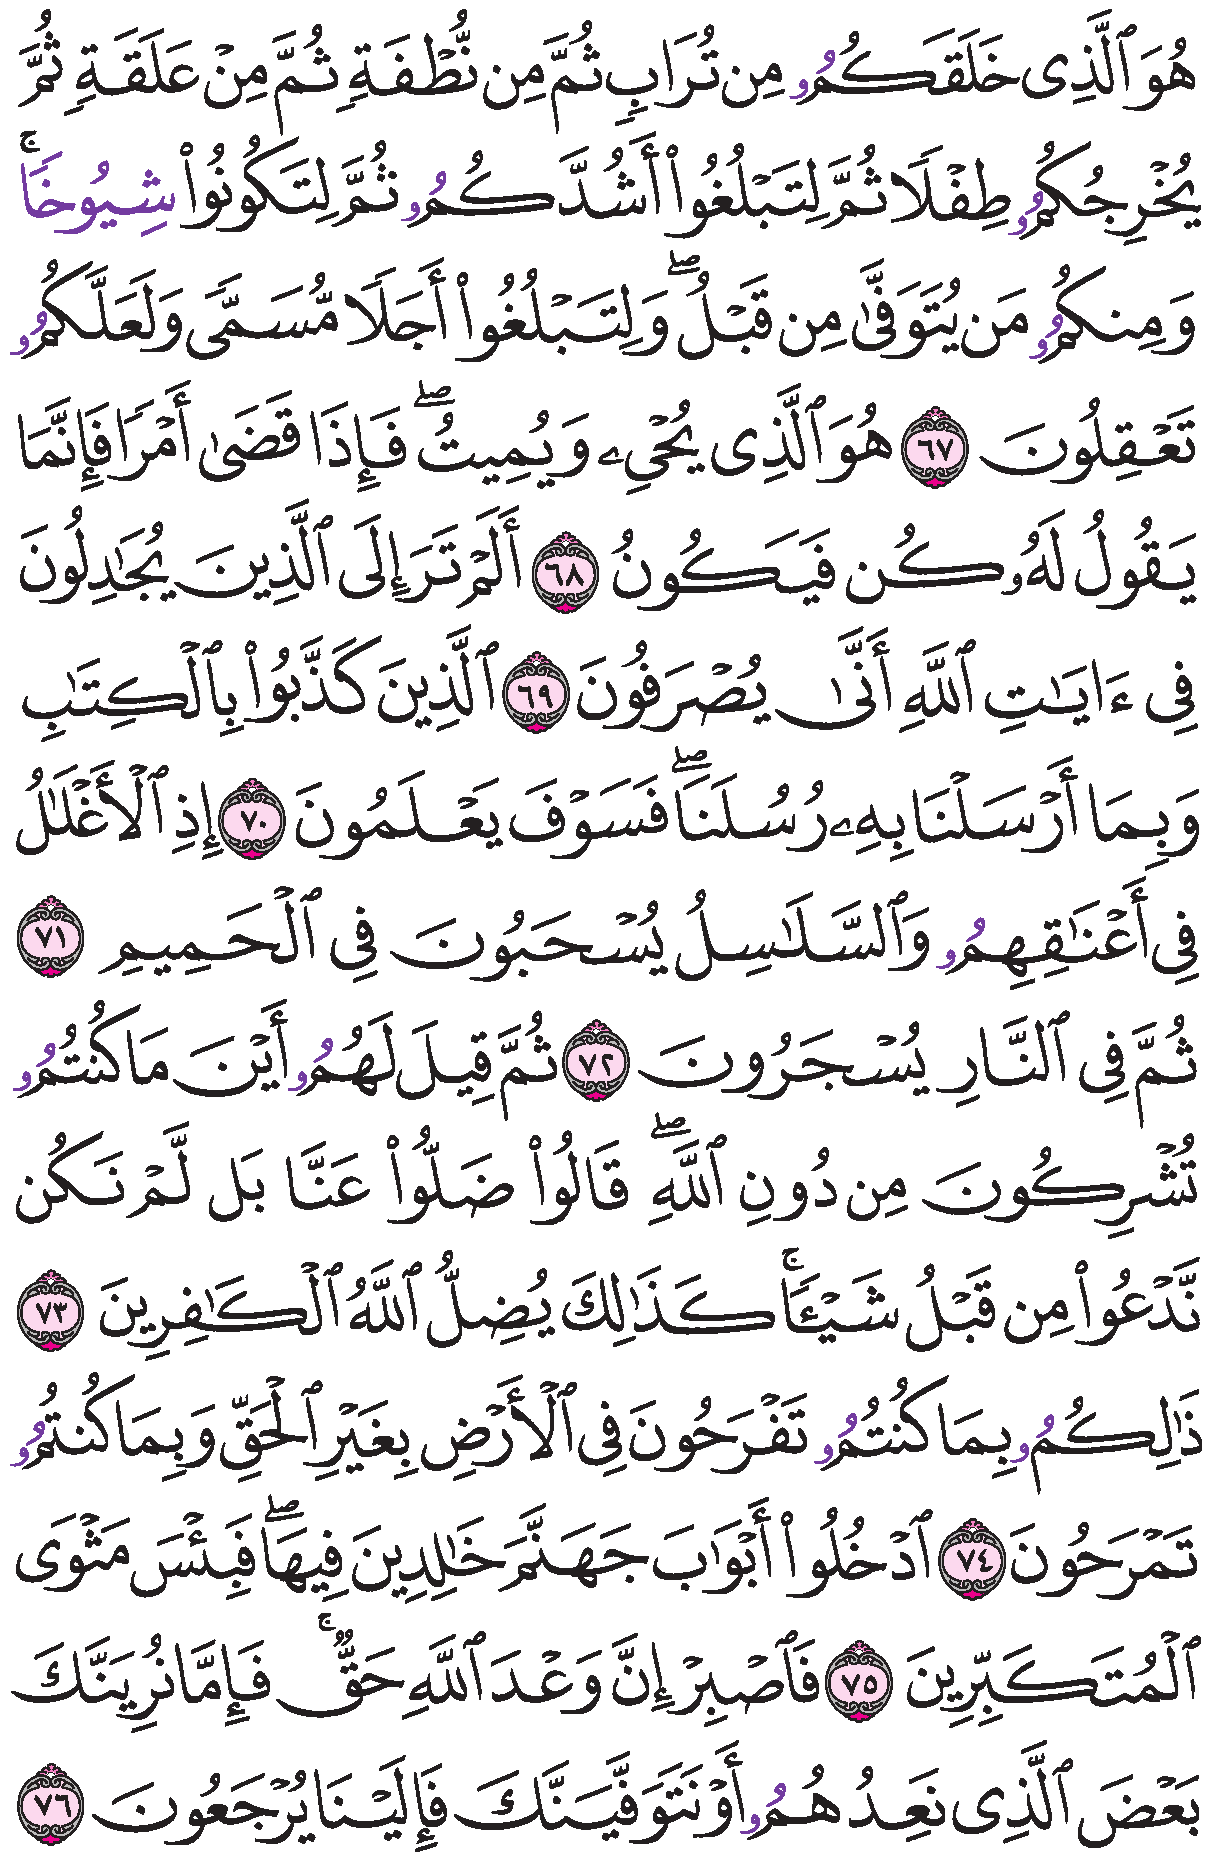 هُوَ ٱلَّذِى خَلَقَكُمُۥ مِن تُرَابٍ ثُمَّ مِن نُّطْفَةٍ ثُمَّ مِنْ عَلَقَةٍ ثُمَّ
يُخْرِجُكُمُۥ طِفْلًا ثُمَّ لِتَبْلُغُوا۟ أَشُدَّكُمُۥ ثُمَّ لِتَكُونُوا۟ شِيُوخًاۚ
وَمِنكُمُۥ مَن يُتَوَفَّىٰ مِن قَبْلُۖ وَلِتَبْلُغُوا۟ أَجَلًا مُّسَمًّى وَلَعَلَّكُمُۥ
تَعْقِلُونَ ٦٧ هُوَ ٱلَّذِى يُحْىِۦ وَيُمِيتُۖ فَإِذَا قَضَىٰ أَمْرًا فَإِنَّمَا
يَقُولُ لَهُۥ كُن فَيَكُونُ ٦٨ أَلَمْ تَرَ إِلَى ٱلَّذِينَ يُجَٰدِلُونَ
فِى ءَايَٰتِ ٱللَّهِ أَنَّىٰ يُصْرَفُونَ ٦٩ ٱلَّذِينَ كَذَّبُوا۟ بِٱلْكِتَٰبِ
وَبِمَا أَرْسَلْنَا بِهِۦ رُسُلَنَاۖ فَسَوْفَ يَعْلَمُونَ ٧٠ إِذِ ٱلْأَغْلَٰلُ
فِى أَعْنَٰقِهِمُۥ وَٱلسَّلَٰسِلُ يُسْحَبُونَ فِى ٱلْحَمِيمِ ٧١
ثُمَّ فِى ٱلنَّارِ يُسْجَرُونَ ٧٢ ثُمَّ قِيلَ لَهُمُۥ أَيْنَ مَا كُنتُمُۥ
تُشْرِكُونَ مِن دُونِ ٱللَّهِۖ قَالُوا۟ ضَلُّوا۟ عَنَّا بَل لَّمْ نَكُن
نَّدْعُوا۟ مِن قَبْلُ شَيْـًٔاۚ كَذَٰلِكَ يُضِلُّ ٱللَّهُ ٱلْكَٰفِرِينَ ٧٣
ذَٰلِكُمُۥ بِمَا كُنتُمُۥ تَفْرَحُونَ فِى ٱلْأَرْضِ بِغَيْرِ ٱلْحَقِّ وَبِمَا كُنتُمُۥ
تَمْرَحُونَ ٧٤ ٱدْخُلُوا۟ أَبْوَٰبَ جَهَنَّمَ خَٰلِدِينَ فِيهَاۖ فَبِئْسَ مَثْوَى
ٱلْمُتَكَبِّرِينَ ٧٥ فَٱصْبِرْ إِنَّ وَعْدَ ٱللَّهِ حَقٌّۚ فَإِمَّا نُرِيَنَّكَ
بَعْضَ ٱلَّذِى نَعِدُهُمُۥ أَوْ نَتَوَفَّيَنَّكَ فَإِلَيْنَا يُرْجَعُونَ ٧٦